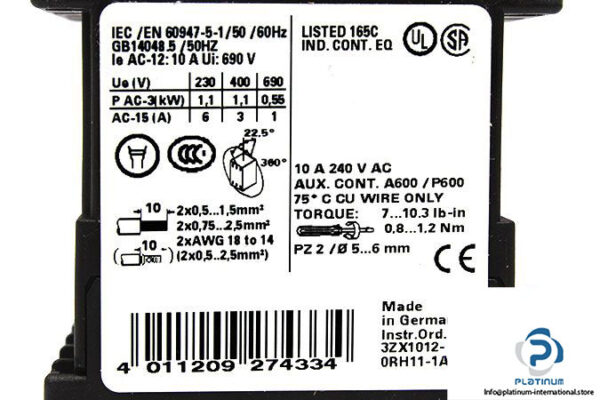 IEC /EN 60947-5-1/50 /60Hz
GB14048.5 /50HZ
Ie AC-12: 10 A Ui: 690 V
Ue (V) 230 400 690
P AC-3(kW) 1,1 1,1 0,55
AC-15 (A) 6 3 1
CCC
22.5°
360°
10 2x0,5...1,5mm²
2x0,75...2,5mm²
10 2xAWG 18 to 14
(2x0,5...2,5mm²)
LISTED 165C
IND. CONT. EQ
UL
SA
10 A 240 V AC
AUX. CONT. A600 /P600
75° C CU WIRE ONLY
TORQUE: 7...10.3 lb-in
0,8...1.2 Nm
PZ 2 /Ø 5...6 mm
CE
4 011209 274334
Made
in German
Instr.Ord.
3ZX1012-
0RH11-1A
PLATINUM
https://platinum-international.store